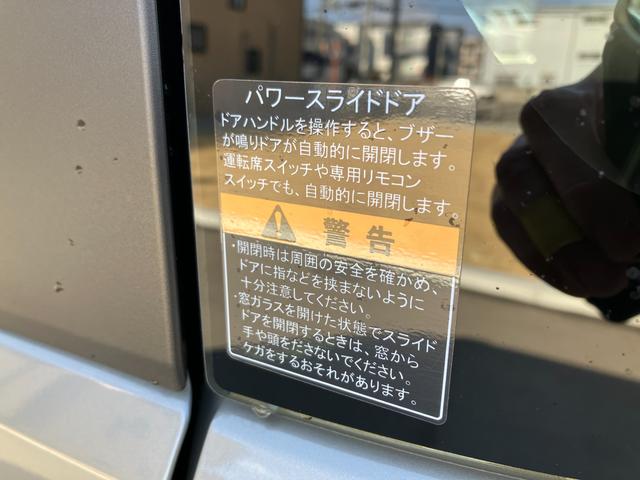 パワースライドドア
ドアハンドルを操作すると、ブザー
が鳴りドアが自動的に開閉します。
運転席スイッチや専用リモコン
スイッチでも、自動的に開閉します。
警告
・開閉時は周囲の安全を確かめ、
ドアに指などを挟まないように
十分注意してください。
・窓ガラスを開けた状態でスライド
ドアを開閉するときは、窓から
手や頭をださないでください。
ケガをするおそれがあります。